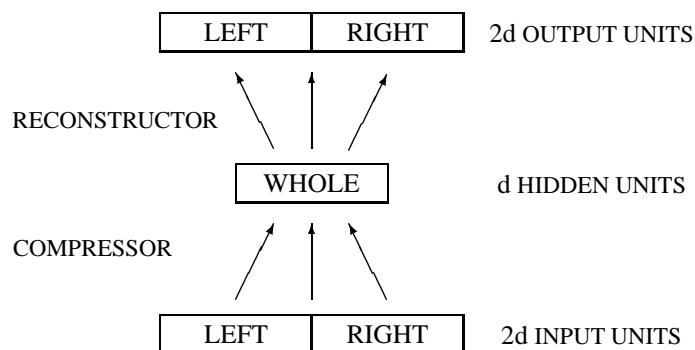 LEFT RIGHT 2d OUTPUT UNITS
RECONSTRUCTOR
WHOLE d HIDDEN UNITS
COMPRESSOR
LEFT RIGHT 2d INPUT UNITS